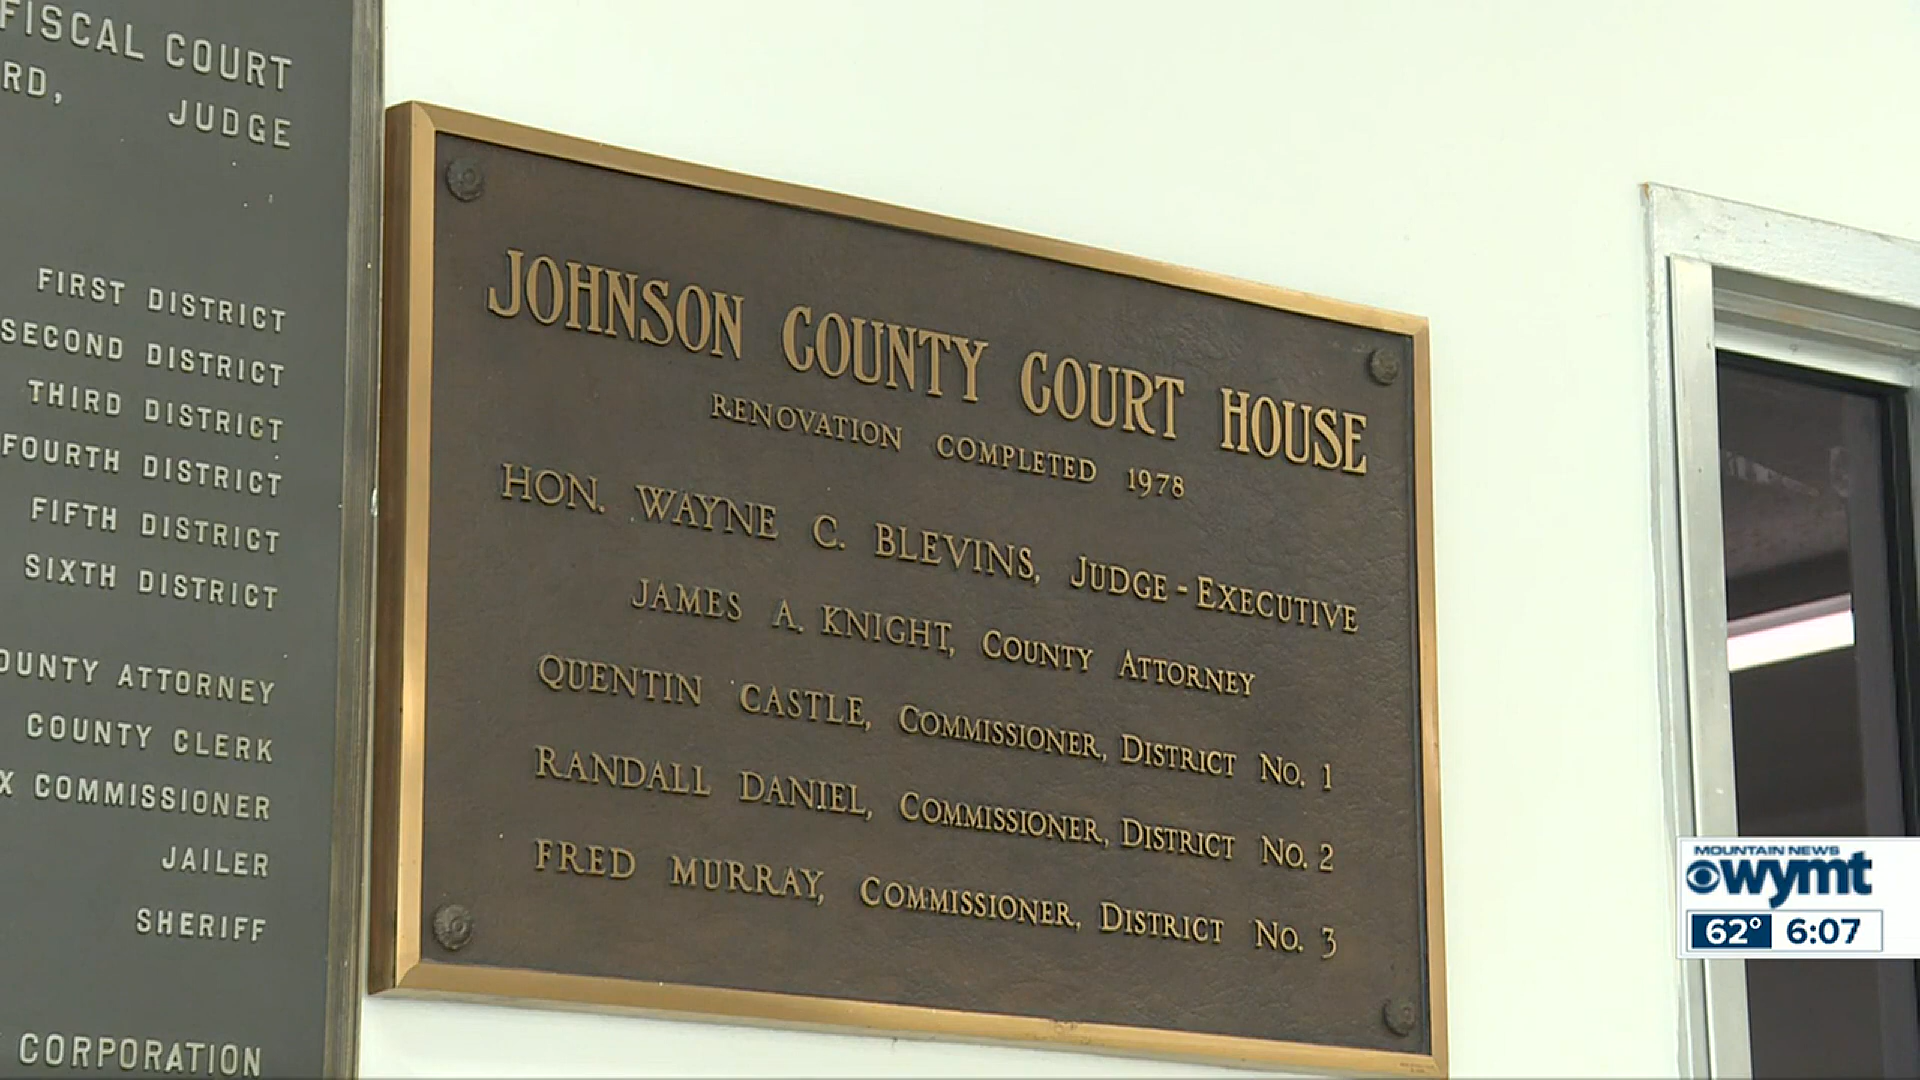 FISCAL COURT
RD, JUDGE
FIRST DISTRICT
SECOND DISTRICT
THIRD DISTRICT
FOURTH DISTRICT
FIFTH DISTRICT
SIXTH DISTRICT
OUNTY ATTORNEY
COUNTY CLERK
X COMMISSIONER
JAILER
SHERIFF
CORPORATION
JOHNSON COUNTY COURT HOUSE
RENOVATION COMPLETED 1978
HON. WAYNE C. BLEVINS, JUDGE-EXECUTIVE
JAMES A. KNIGHT, COUNTY ATTORNEY
QUENTIN CASTLE, COMMISSIONER, DISTRICT NO. 1
RANDALL DANIEL, COMMISSIONER, DISTRICT NO. 2
FRED MURRAY, COMMISSIONER, DISTRICT NO. 3
MOUNTAIN NEWS
wymt
62° 6:07